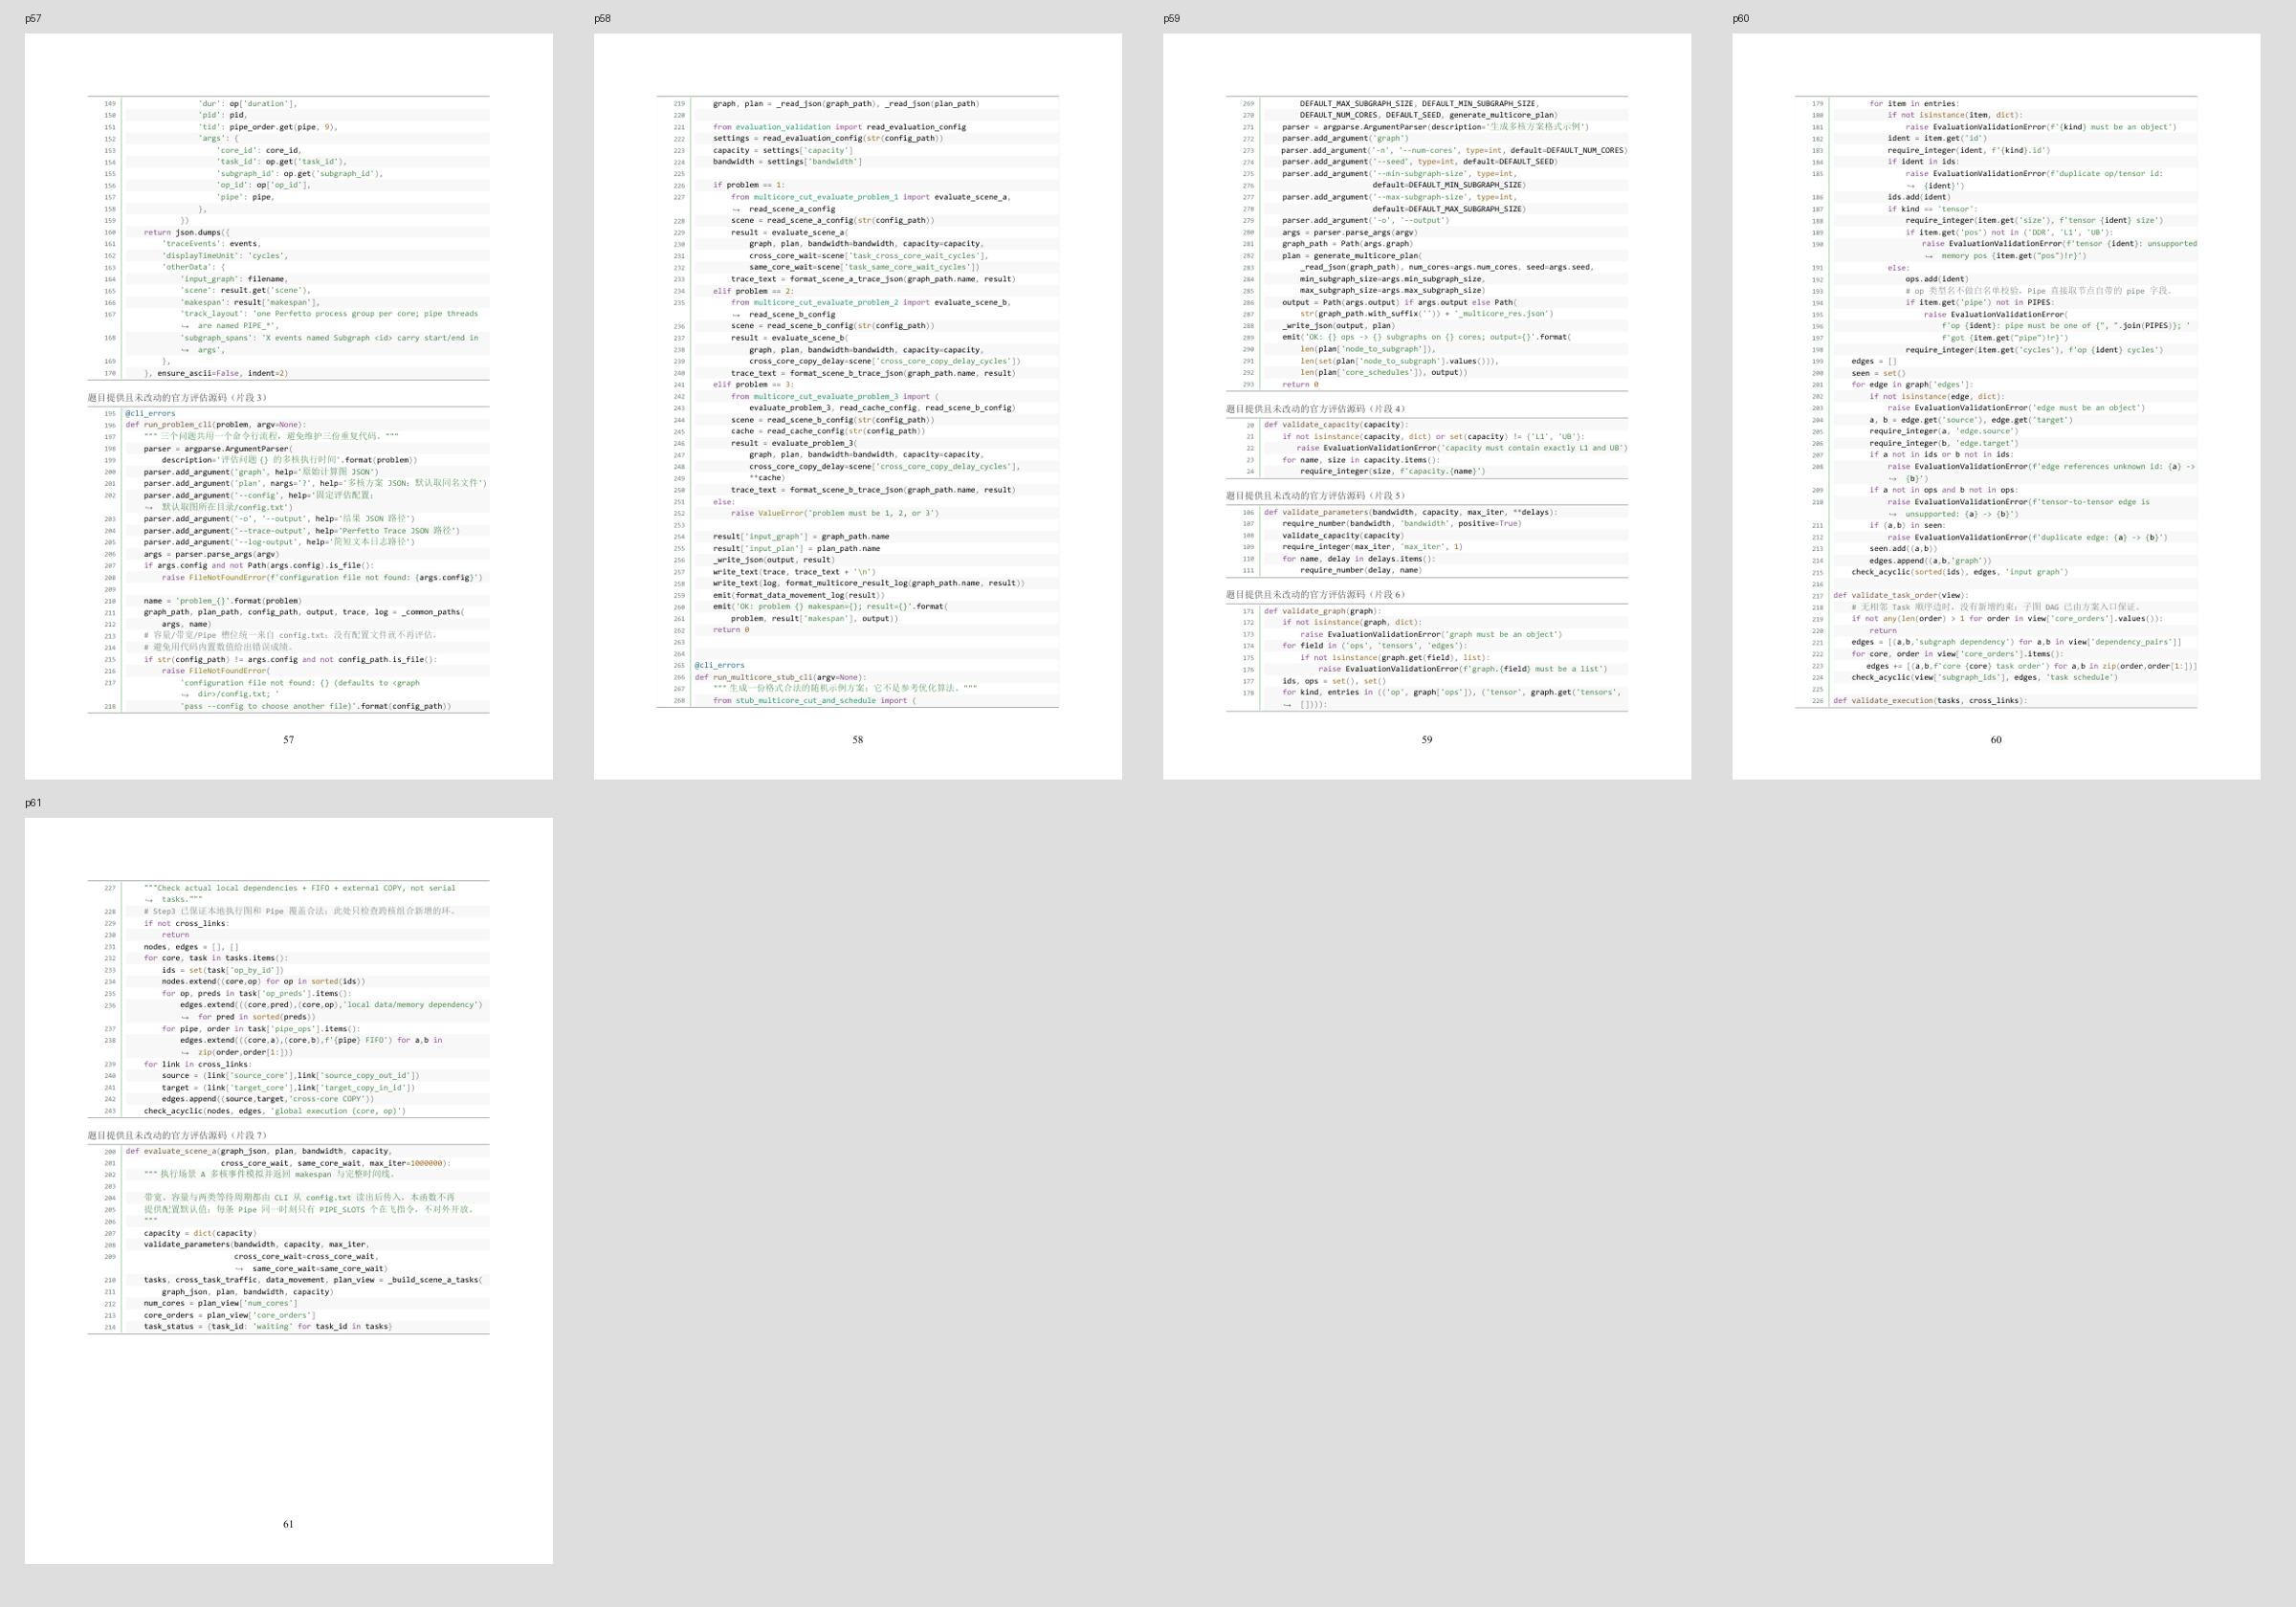 p57
149 'dur': op['duration'],
150 'pid': pid,
151 'tid': pipe_order.get(pipe, 9),
152 'args': {
153 'core_id': core_id,
154 'task_id': op.get('task_id'),
155 'subgraph_id': op.get('subgraph_id'),
156 'op_id': op['op_id'],
157 'pipe': pipe,
158 },
159 })
160 return json.dumps({
161 'traceEvents': events,
162 'displayTimeUnit': 'cycles',
163 'otherData': {
164 'input_graph': filename,
165 'scene': result.get('scene'),
166 'makespan': result['makespan'],
167 'track_layout': 'one Perfetto process group per core; pipe threads
↪ are named PIPE_*',
168 'subgraph_spans': 'X events named Subgraph <id> carry start/end in
↪ args',
169 },
170 }, ensure_ascii=False, indent=2)
题目提供且未改动的官方评估源码（片段 3）
195 @cli_errors
196 def run_problem_cli(problem, argv=None):
197 """三个问题共用一个命令行流程，避免维护三份重复代码。"""
198 parser = argparse.ArgumentParser(
199 description='评估问题 {} 的多核执行时间'.format(problem))
200 parser.add_argument('graph', help='原始计算图 JSON')
201 parser.add_argument('plan', nargs='?', help='多核方案 JSON；默认取同名文件')
202 parser.add_argument('--config', help='固定评估配置；
↪ 默认取图所在目录/config.txt')
203 parser.add_argument('-o', '--output', help='结果 JSON 路径')
204 parser.add_argument('--trace-output', help='Perfetto Trace JSON 路径')
205 parser.add_argument('--log-output', help='简短文本日志路径')
206 args = parser.parse_args(argv)
207 if args.config and not Path(args.config).is_file():
208 raise FileNotFoundError(f'configuration file not found: {args.config}')
209
210 name = 'problem_{}'.format(problem)
211 graph_path, plan_path, config_path, output, trace, log = _common_paths(
212 args, name)
213 # 容量/带宽/Pipe 槽位统一来自 config.txt；没有配置文件就不再评估，
214 # 避免用代码内置数值给出错误成绩。
215 if str(config_path) != args.config and not config_path.is_file():
216 raise FileNotFoundError(
217 'configuration file not found: {} (defaults to <graph
↪ dir>/config.txt; '
218 'pass --config to choose another file)'.format(config_path))
57
p58
219 graph, plan = _read_json(graph_path), _read_json(plan_path)
220
221 from evaluation_validation import read_evaluation_config
222 settings = read_evaluation_config(str(config_path))
223 capacity = settings['capacity']
224 bandwidth = settings['bandwidth']
225
226 if problem == 1:
227 from multicore_cut_evaluate_problem_1 import evaluate_scene_a,
↪ read_scene_a_config
228 scene = read_scene_a_config(str(config_path))
229 result = evaluate_scene_a(
230 graph, plan, bandwidth=bandwidth, capacity=capacity,
231 cross_core_wait=scene['task_cross_core_wait_cycles'],
232 same_core_wait=scene['task_same_core_wait_cycles'])
233 trace_text = format_scene_a_trace_json(graph_path.name, result)
234 elif problem == 2:
235 from multicore_cut_evaluate_problem_2 import evaluate_scene_b,
↪ read_scene_b_config
236 scene = read_scene_b_config(str(config_path))
237 result = evaluate_scene_b(
238 graph, plan, bandwidth=bandwidth, capacity=capacity,
239 cross_core_copy_delay=scene['cross_core_copy_delay_cycles'])
240 trace_text = format_scene_b_trace_json(graph_path.name, result)
241 elif problem == 3:
242 from multicore_cut_evaluate_problem_3 import (
243 evaluate_problem_3, read_cache_config, read_scene_b_config)
244 scene = read_scene_b_config(str(config_path))
245 cache = read_cache_config(str(config_path))
246 result = evaluate_problem_3(
247 graph, plan, bandwidth=bandwidth, capacity=capacity,
248 cross_core_copy_delay=scene['cross_core_copy_delay_cycles'],
249 **cache)
250 trace_text = format_scene_b_trace_json(graph_path.name, result)
251 else:
252 raise ValueError('problem must be 1, 2, or 3')
253
254 result['input_graph'] = graph_path.name
255 result['input_plan'] = plan_path.name
256 _write_json(output, result)
257 write_text(trace, trace_text + '\n')
258 write_text(log, format_multicore_result_log(graph_path.name, result))
259 emit(format_data_movement_log(result))
260 emit('OK: problem {} makespan={}; result={}'.format(
261 problem, result['makespan'], output))
262 return 0
263
264
265 @cli_errors
266 def run_multicore_stub_cli(argv=None):
267 """生成一份格式合法的随机示例方案；它不是参考优化算法。"""
268 from stub_multicore_cut_and_schedule import (
58
p59
269 DEFAULT_MAX_SUBGRAPH_SIZE, DEFAULT_MIN_SUBGRAPH_SIZE,
270 DEFAULT_NUM_CORES, DEFAULT_SEED, generate_multicore_plan)
271 parser = argparse.ArgumentParser(description='生成多核方案格式示例')
272 parser.add_argument('graph')
273 parser.add_argument('-n', '--num-cores', type=int, default=DEFAULT_NUM_CORES)
274 parser.add_argument('--seed', type=int, default=DEFAULT_SEED)
275 parser.add_argument('--min-subgraph-size', type=int,
276 default=DEFAULT_MIN_SUBGRAPH_SIZE)
277 parser.add_argument('--max-subgraph-size', type=int,
278 default=DEFAULT_MAX_SUBGRAPH_SIZE)
279 parser.add_argument('-o', '--output')
280 args = parser.parse_args(argv)
281 graph_path = Path(args.graph)
282 plan = generate_multicore_plan(
283 _read_json(graph_path), num_cores=args.num_cores, seed=args.seed,
284 min_subgraph_size=args.min_subgraph_size,
285 max_subgraph_size=args.max_subgraph_size)
286 output = Path(args.output) if args.output else Path(
287 str(graph_path.with_suffix('')) + '_multicore_res.json')
288 _write_json(output, plan)
289 emit('OK: {} ops -> {} subgraphs on {} cores; output={}'.format(
290 len(plan['node_to_subgraph']),
291 len(set(plan['node_to_subgraph'].values())),
292 len(plan['core_schedules']), output))
293 return 0
题目提供且未改动的官方评估源码（片段 4）
20 def validate_capacity(capacity):
21 if not isinstance(capacity, dict) or set(capacity) != {'L1', 'UB'}:
22 raise EvaluationValidationError('capacity must contain exactly L1 and UB')
23 for name, size in capacity.items():
24 require_integer(size, f'capacity.{name}')
题目提供且未改动的官方评估源码（片段 5）
106 def validate_parameters(bandwidth, capacity, max_iter, **delays):
107 require_number(bandwidth, 'bandwidth', positive=True)
108 validate_capacity(capacity)
109 require_integer(max_iter, 'max_iter', 1)
110 for name, delay in delays.items():
111 require_number(delay, name)
题目提供且未改动的官方评估源码（片段 6）
171 def validate_graph(graph):
172 if not isinstance(graph, dict):
173 raise EvaluationValidationError('graph must be an object')
174 for field in ('ops', 'tensors', 'edges'):
175 if not isinstance(graph.get(field), list):
176 raise EvaluationValidationError(f'graph.{field} must be a list')
177 ids, ops = set(), set()
178 for kind, entries in (('op', graph['ops']), ('tensor', graph.get('tensors',
↪ []))):
59
p60
179 for item in entries:
180 if not isinstance(item, dict):
181 raise EvaluationValidationError(f'{kind} must be an object')
182 ident = item.get('id')
183 require_integer(ident, f'{kind}.id')
184 if ident in ids:
185 raise EvaluationValidationError(f'duplicate op/tensor id:
↪ {ident}')
186 ids.add(ident)
187 if kind == 'tensor':
188 require_integer(item.get('size'), f'tensor {ident} size')
189 if item.get('pos') not in ('DDR', 'L1', 'UB'):
190 raise EvaluationValidationError(f'tensor {ident}: unsupported
↪ memory pos {item.get("pos")!r}')
191 else:
192 ops.add(ident)
193 # op 类型名不做白名单校验，Pipe 直接取节点自带的 pipe 字段。
194 if item.get('pipe') not in PIPES:
195 raise EvaluationValidationError(
196 f'op {ident}: pipe must be one of {", ".join(PIPES)}; '
197 f'got {item.get("pipe")!r}')
198 require_integer(item.get('cycles'), f'op {ident} cycles')
199 edges = []
200 seen = set()
201 for edge in graph['edges']:
202 if not isinstance(edge, dict):
203 raise EvaluationValidationError('edge must be an object')
204 a, b = edge.get('source'), edge.get('target')
205 require_integer(a, 'edge.source')
206 require_integer(b, 'edge.target')
207 if a not in ids or b not in ids:
208 raise EvaluationValidationError(f'edge references unknown id: {a} ->
↪ {b}')
209 if a not in ops and b not in ops:
210 raise EvaluationValidationError(f'tensor-to-tensor edge is
↪ unsupported: {a} -> {b}')
211 if (a,b) in seen:
212 raise EvaluationValidationError(f'duplicate edge: {a} -> {b}')
213 seen.add((a,b))
214 edges.append((a,b,'graph'))
215 check_acyclic(sorted(ids), edges, 'input graph')
216
217 def validate_task_order(view):
218 # 无相邻 Task 顺序边时，没有新增约束；子图 DAG 已由方案入口保证。
219 if not any(len(order) > 1 for order in view['core_orders'].values()):
220 return
221 edges = [(a,b,'subgraph dependency') for a,b in view['dependency_pairs']]
222 for core, order in view['core_orders'].items():
223 edges += [(a,b,f'core {core} task order') for a,b in zip(order,order[1:])]
224 check_acyclic(view['subgraph_ids'], edges, 'task schedule')
225
226 def validate_execution(tasks, cross_links):
60
p61
227 """Check actual local dependencies + FIFO + external COPY, not serial
↪ tasks."""
228 # Step3 已保证本地执行图和 Pipe 覆盖合法；此处只检查跨核组合新增的环。
229 if not cross_links:
230 return
231 nodes, edges = [], []
232 for core, task in tasks.items():
233 ids = set(task['op_by_id'])
234 nodes.extend((core,op) for op in sorted(ids))
235 for op, preds in task['op_preds'].items():
236 edges.extend(((core,pred),(core,op),'local data/memory dependency')
↪ for pred in sorted(preds))
237 for pipe, order in task['pipe_ops'].items():
238 edges.extend(((core,a),(core,b),f'{pipe} FIFO') for a,b in
↪ zip(order,order[1:]))
239 for link in cross_links:
240 source = (link['source_core'],link['source_copy_out_id'])
241 target = (link['target_core'],link['target_copy_in_id'])
242 edges.append((source,target,'cross-core COPY'))
243 check_acyclic(nodes, edges, 'global execution (core, op)')
题目提供且未改动的官方评估源码（片段 7）
200 def evaluate_scene_a(graph_json, plan, bandwidth, capacity,
201 cross_core_wait, same_core_wait, max_iter=1000000):
202 """执行场景 A 多核事件模拟并返回 makespan 与完整时间线。
203
204 带宽、容量与两类等待周期都由 CLI 从 config.txt 读出后传入，本函数不再
205 提供配置默认值；每条 Pipe 同一时刻只有 PIPE_SLOTS 个在飞指令，不对外开放。
206 """
207 capacity = dict(capacity)
208 validate_parameters(bandwidth, capacity, max_iter,
209 cross_core_wait=cross_core_wait,
↪ same_core_wait=same_core_wait)
210 tasks, cross_task_traffic, data_movement, plan_view = _build_scene_a_tasks(
211 graph_json, plan, bandwidth, capacity)
212 num_cores = plan_view['num_cores']
213 core_orders = plan_view['core_orders']
214 task_status = {task_id: 'waiting' for task_id in tasks}
61